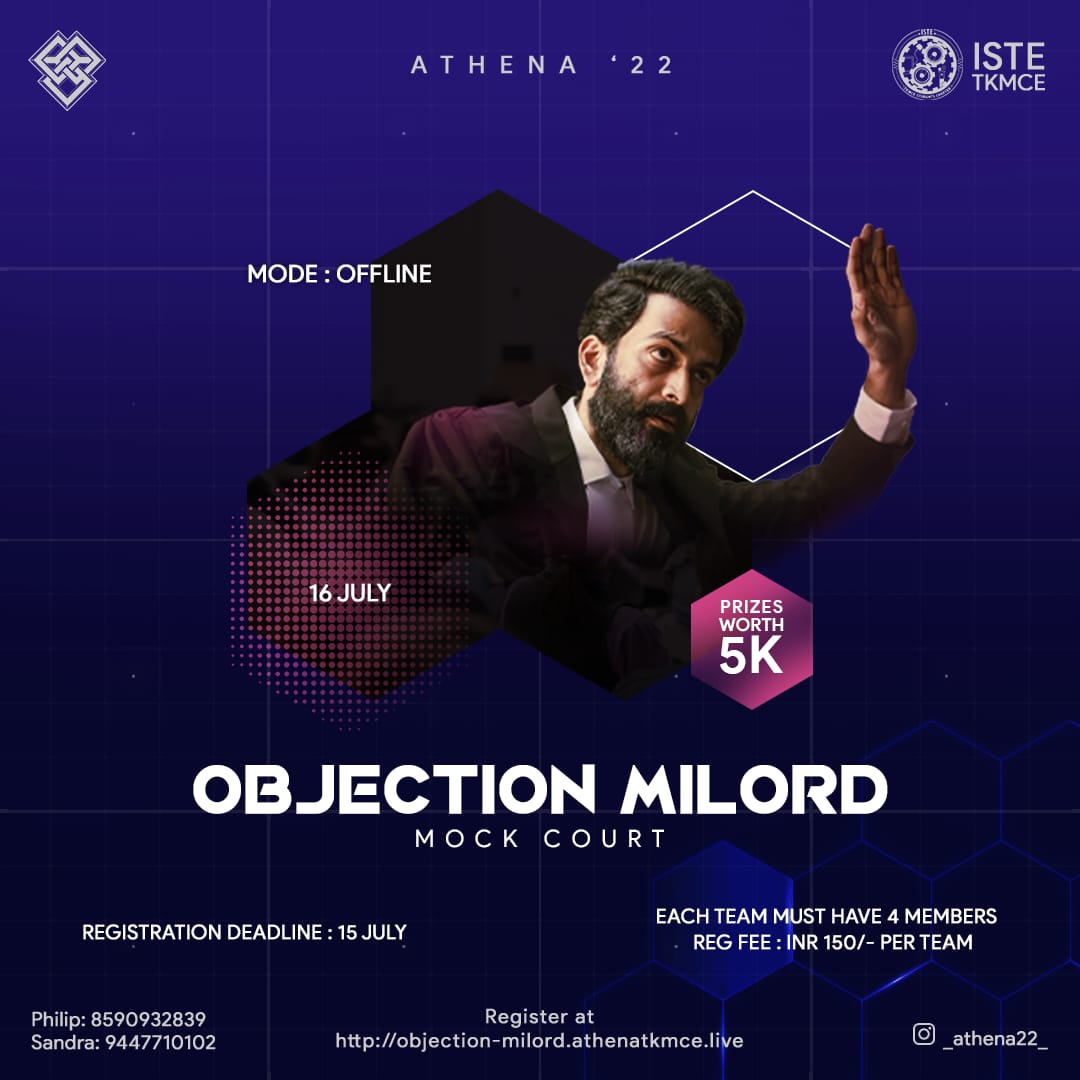 ATHENA ‘22
ISTE
TKMCE
MODE : OFFLINE
16 JULY
PRIZES
WORTH
5K
OBJECTION MILORD
MOCK COURT
REGISTRATION DEADLINE : 15 JULY
EACH TEAM MUST HAVE 4 MEMBERS
REG FEE : INR 150/- PER TEAM
Philip: 8590932839
Sandra: 9447710102
Register at
http://objection-milord.athenatkmce.live
_athena22_